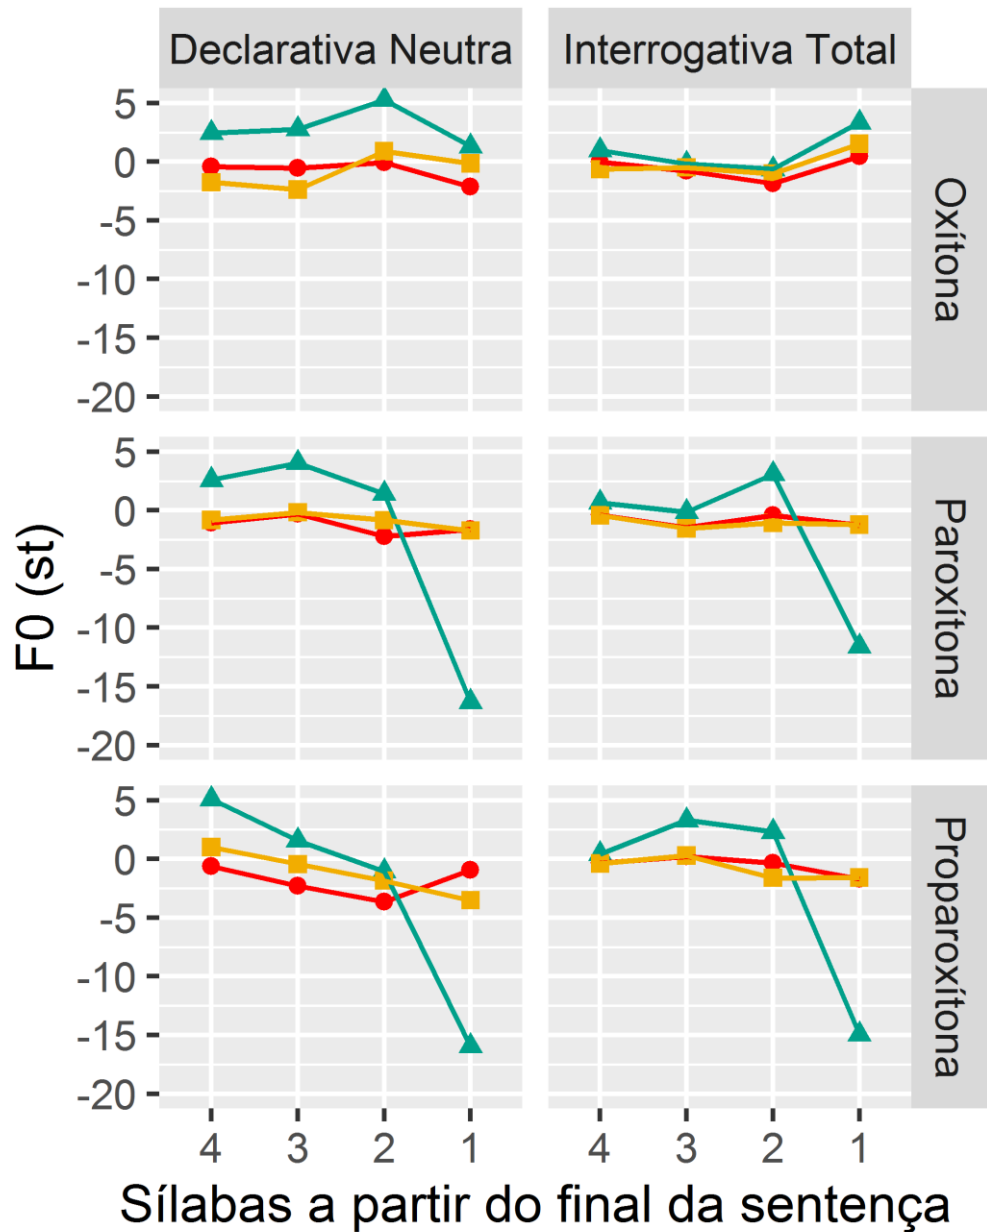 Declarativa Neutra
Interrogativa Total
5
0
-5
-10
-15
-20
Oxítona
5
0
-5
-10
-15
-20
Paroxítona
5
0
-5
-10
-15
-20
Proparoxítona
F0 (st)
4 3 2 1
4 3 2 1
Sílabas a partir do final da sentença